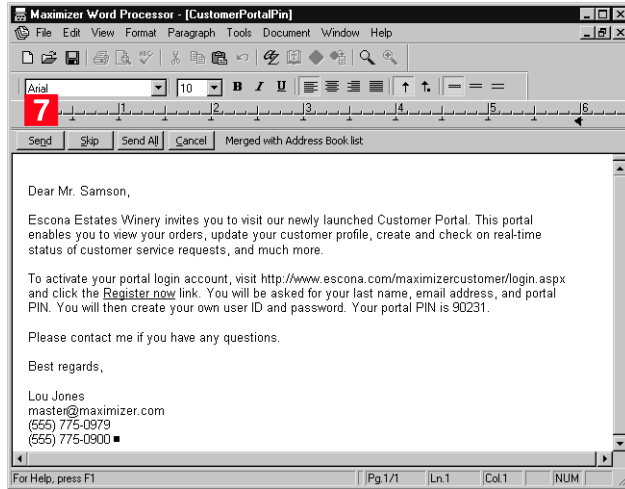 Maximizer Word Processor - [CustomerPortalPin]
File Edit View Format Paragraph Tools Document Window Help
Arial 10 B I U
7 1 2 3 4 5 6
Send Skip Send All Cancel Merged with Address Book list
Dear Mr. Samson,
Escona Estates Winery invites you to visit our newly launched Customer Portal. This portal
enables you to view your orders, update your customer profile, create and check on real-time
status of customer service requests, and much more.
To activate your portal login account, visit http://www.escona.com/maximizercustomer/login.aspx
and click the Register now link. You will be asked for your last name, email address, and portal
PIN. You will then create your own user ID and password. Your portal PIN is 90231.
Please contact me if you have any questions.
Best regards,
Lou Jones
master@maximizer.com
(555) 775-0979
(555) 775-0900
For Help, press F1 Pg.1/1 Ln.1 Col.1 NUM